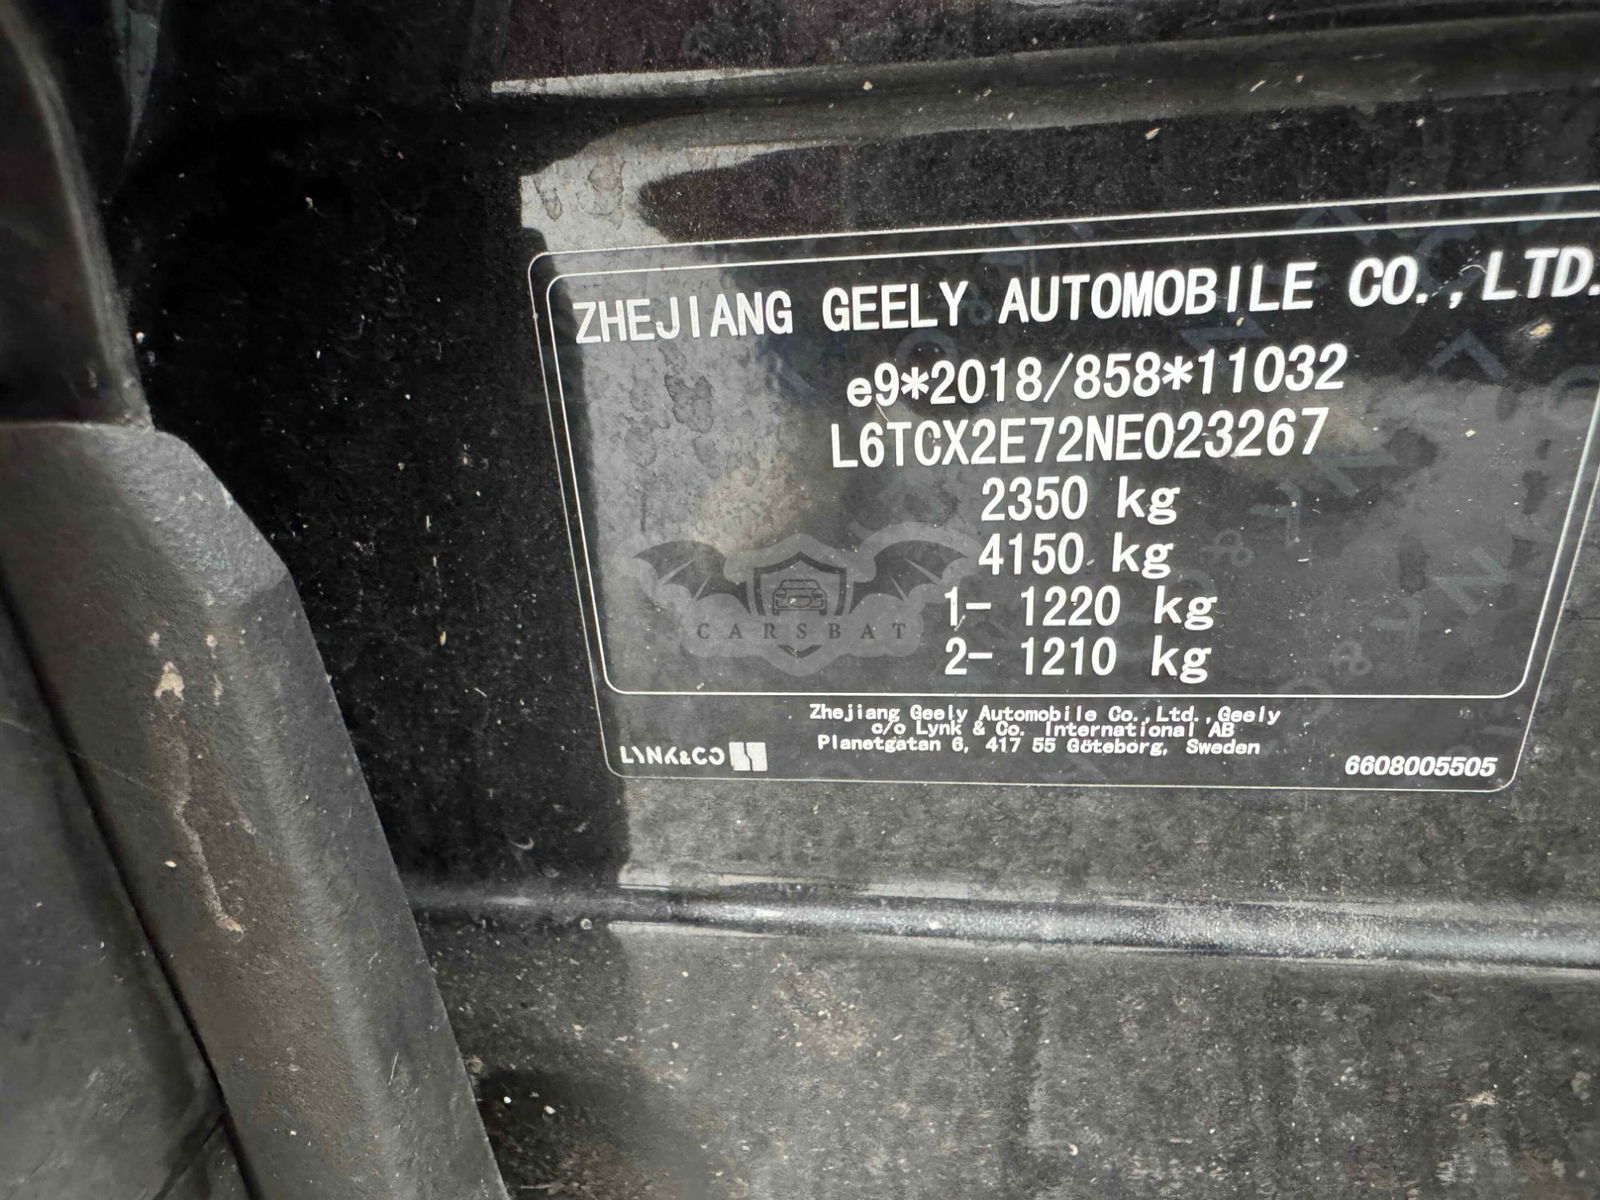 ZHEJIANG GEELY AUTOMOBILE CO.,LTD.
e9*2018/858*11032
L6TCX2E72NE023267
2350 kg
4150 kg
1- 1220 kg
2- 1210 kg
CARSBAT
Zhejiang Geely Automobile Co.,Ltd.,Geely
c/o Lynk & Co. International AB
Planetgatan 6, 417 55 Göteborg, Sweden
LYNK&CO
6608005505